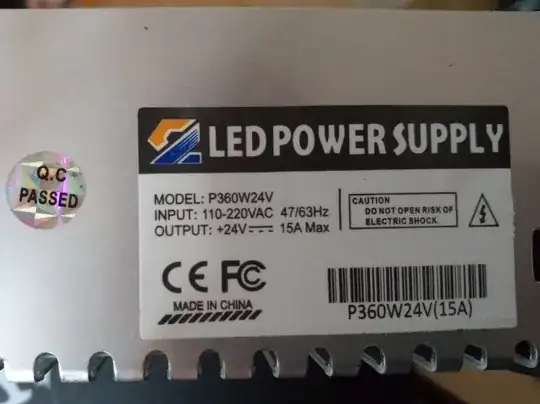 LED POWER SUPPLY
Q.C
PASSED
MODEL: P360W24V
INPUT: 110-220VAC 47/63Hz
OUTPUT: +24V⎓ 15A Max
CAUTION
DO NOT OPEN RISK OF
ELECTRIC SHOCK.
CE FC
MADE IN CHINA
P360W24V(15A)